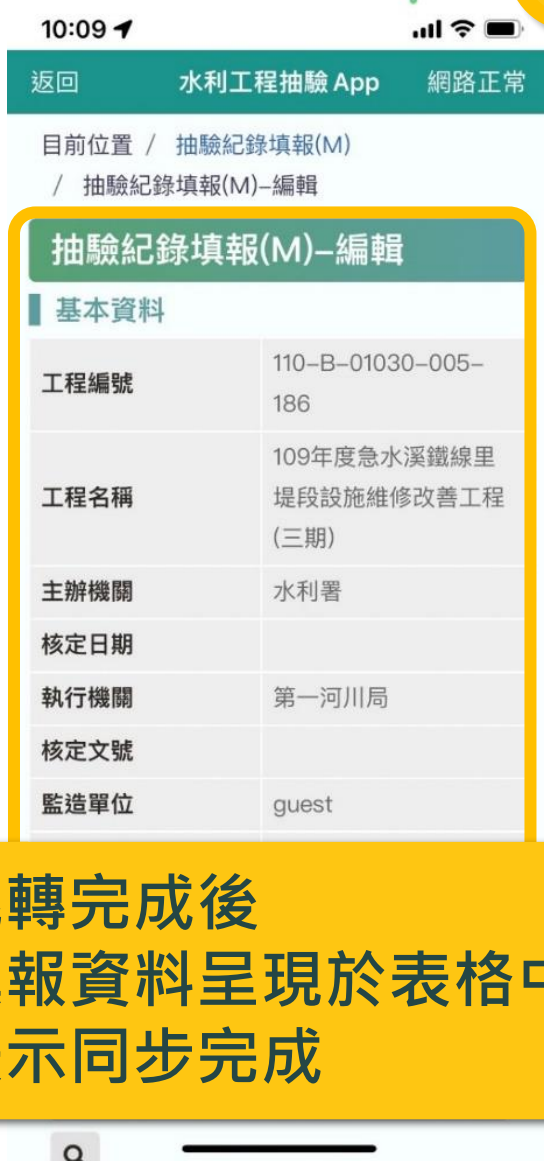 10:09
返回 水利工程抽驗 App 網路正常
目前位置 / 抽驗紀錄填報(M)
/ 抽驗紀錄填報(M)–編輯
抽驗紀錄填報(M)–編輯
基本資料
工程編號 110–B–01030–005–
186
工程名稱 109年度急水溪鐵線里
堤段設施維修改善工程
(三期)
主辦機關 水利署
核定日期
執行機關 第一河川局
核定文號
監造單位 guest
轉完成後
報資料呈現於表格
示同步完成